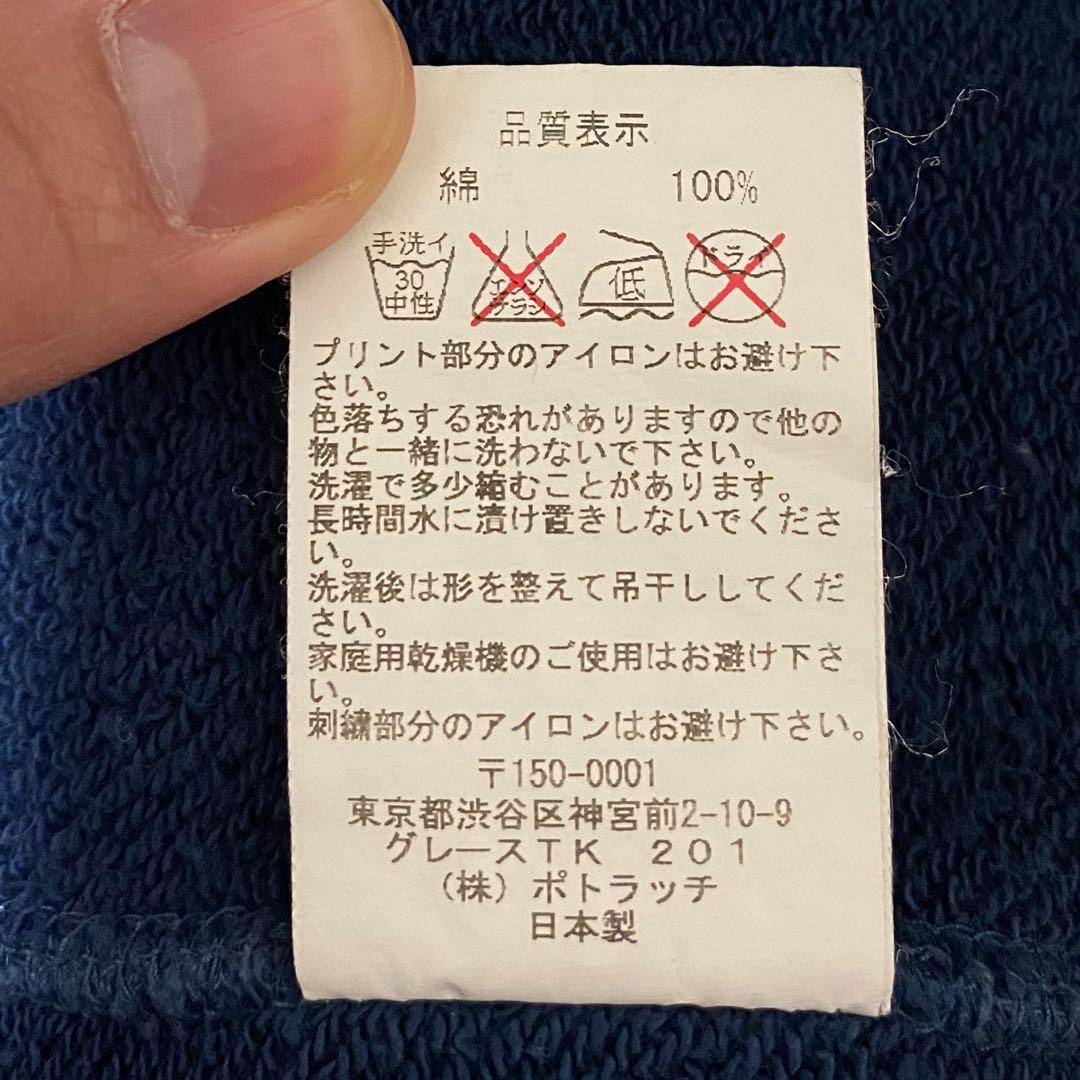 品質表示
綿 100%
手洗イ 30 中性
エンソ チラシ
低
ドライ
プリント部分のアイロンはお避け下
さい。
色落ちする恐れがありますので他の
物と一緒に洗わないで下さい。
洗濯で多少縮むことがあります。
長時間水に漬け置きしないでくださ
い。
洗濯後は形を整えて吊干ししてくだ
さい。
家庭用乾燥機のご使用はお避け下さ
い。
刺繍部分のアイロンはお避け下さい。
〒150-0001
東京都渋谷区神宮前2-10-9
グレースTK 201
(株)ポトラッチ
日本製